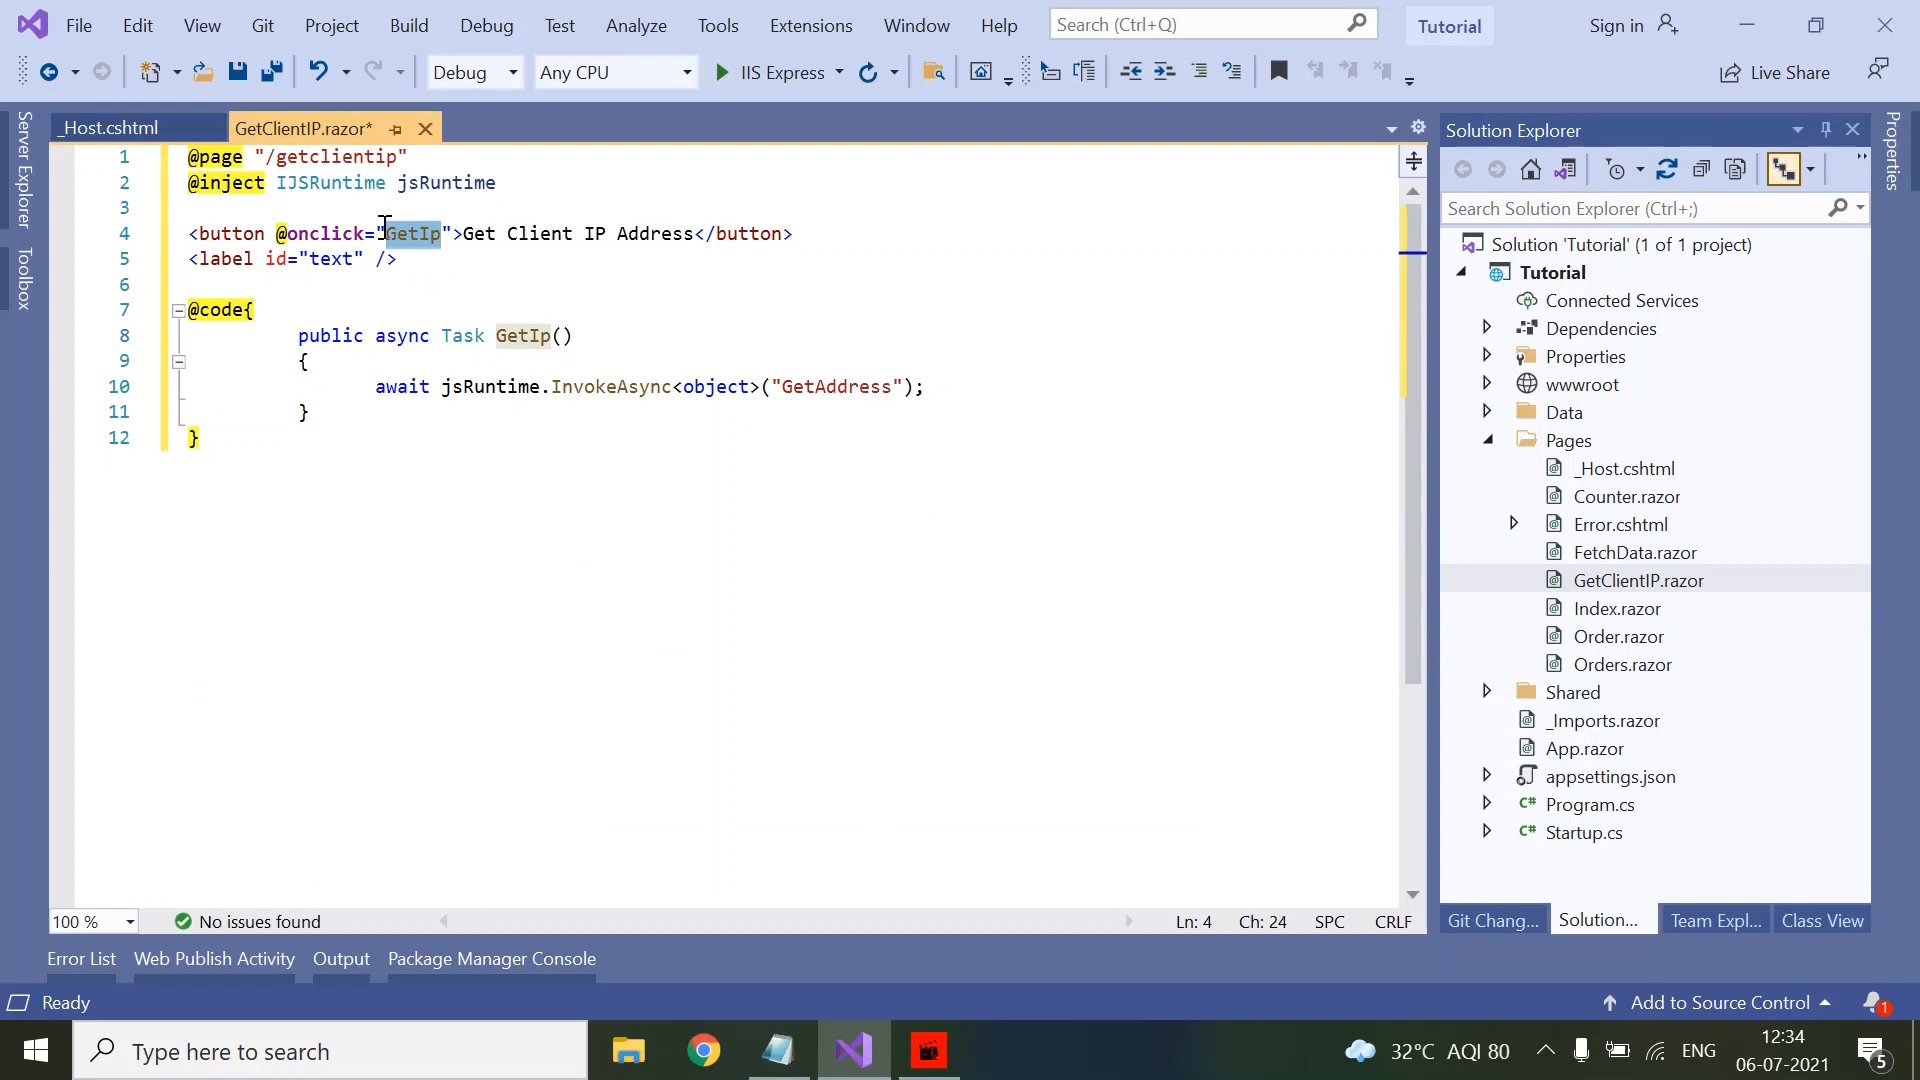 File Edit View Git Project Build Debug Test Analyze Tools Extensions Window Help Search (Ctrl+Q) Tutorial Sign in
Debug Any CPU IIS Express Live Share
Server Explorer
Toolbox
_Host.cshtml GetClientIP.razor*
1 @page "/getclientip"
2 @inject IJSRuntime jsRuntime
3
4 <button @onclick="GetIp">Get Client IP Address</button>
5 <label id="text" />
6
7 @code{
8 public async Task GetIp()
9 {
10 await jsRuntime.InvokeAsync<object>("GetAddress");
11 }
12 }
100 % No issues found Ln: 4 Ch: 24 SPC CRLF
Solution Explorer
Search Solution Explorer (Ctrl+;)
Solution 'Tutorial' (1 of 1 project)
Tutorial
Connected Services
Dependencies
Properties
wwwroot
Data
Pages
_Host.cshtml
Counter.razor
Error.cshtml
FetchData.razor
GetClientIP.razor
Index.razor
Order.razor
Orders.razor
Shared
_Imports.razor
App.razor
appsettings.json
C# Program.cs
C# Startup.cs
Git Chang... Solution... Team Expl... Class View
Properties
Error List Web Publish Activity Output Package Manager Console
Ready Add to Source Control 1
Type here to search 32°C AQI 80 ENG 12:34
06-07-2021 5